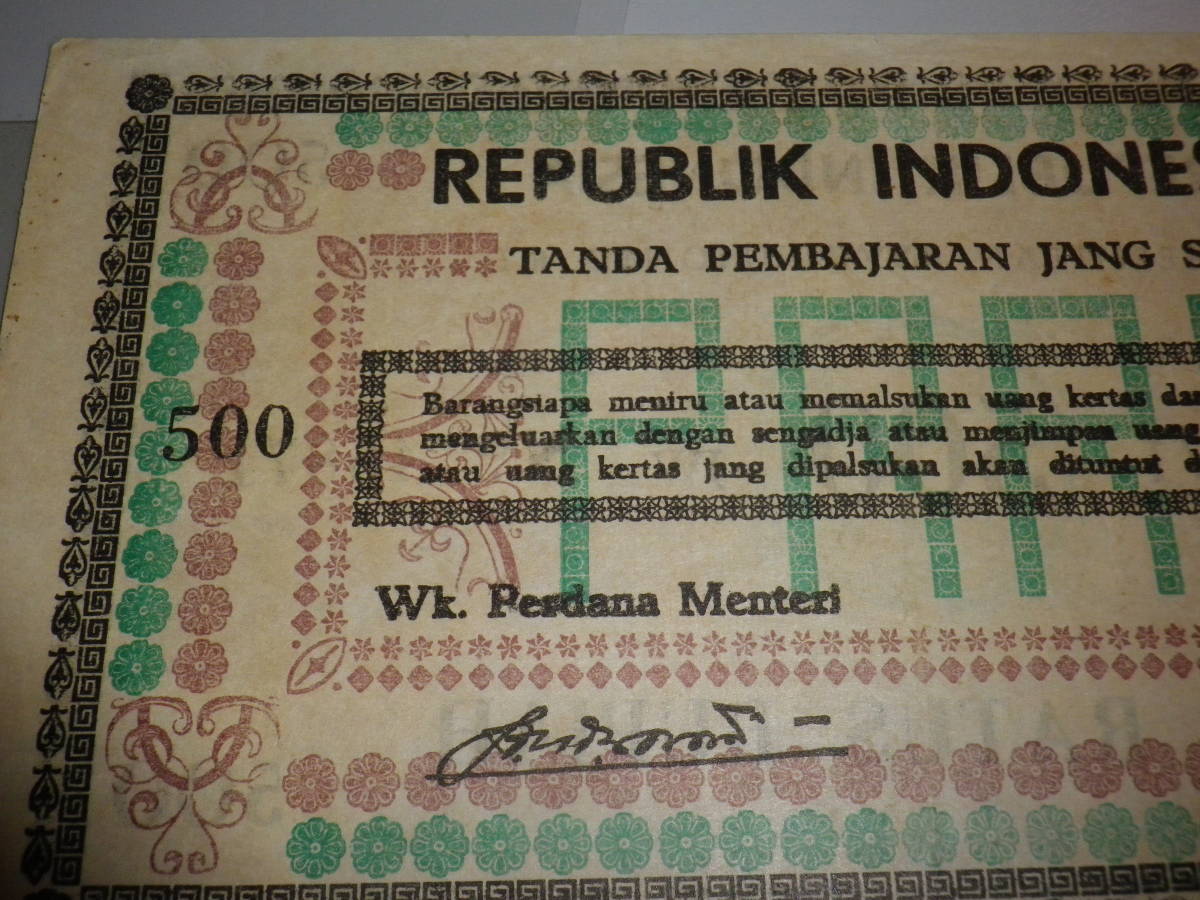 REPUBLIK INDONES
TANDA PEMBAJARAN JANG S
500
Barangsiapa meniru atau memalsukan uang kertas dan
mengeluarkan dengan sengadja atau menjimpan uang
atau uang kertas jang dipalsukan akan dituntut d
Wk. Perdana Menteri